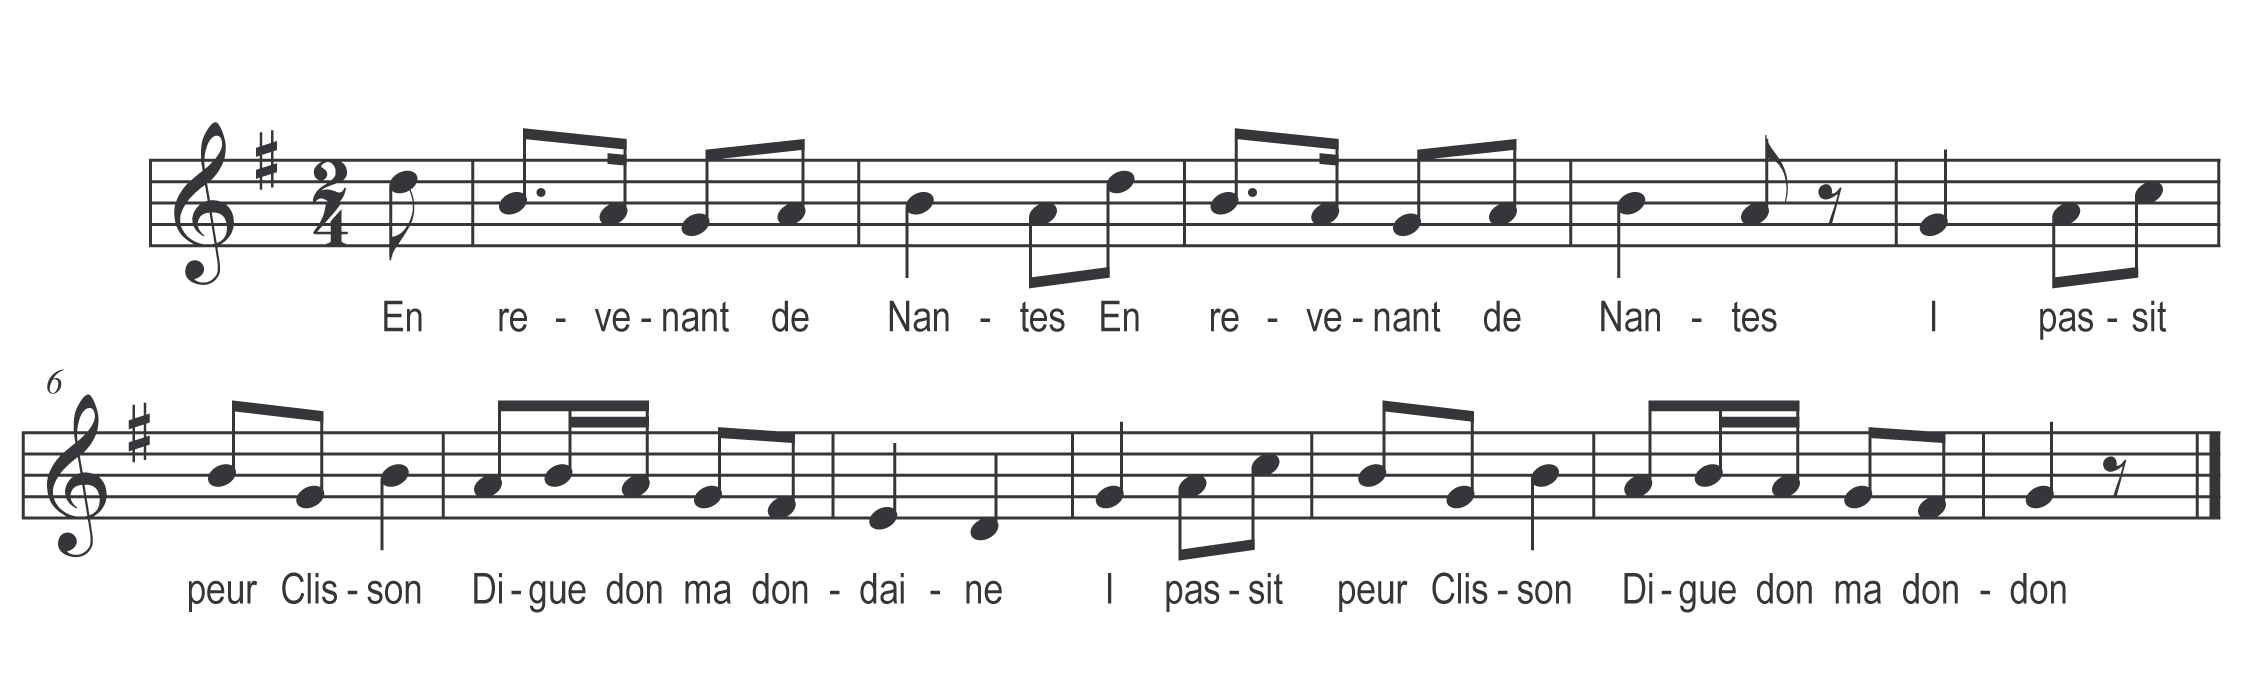 En re - ve - nant de Nan - tes En re - ve - nant de Nan - tes I pas - sit
6
peur Clis - son Di - gue don ma don - dai - ne I pas - sit peur Clis - son Di - gue don ma don - don